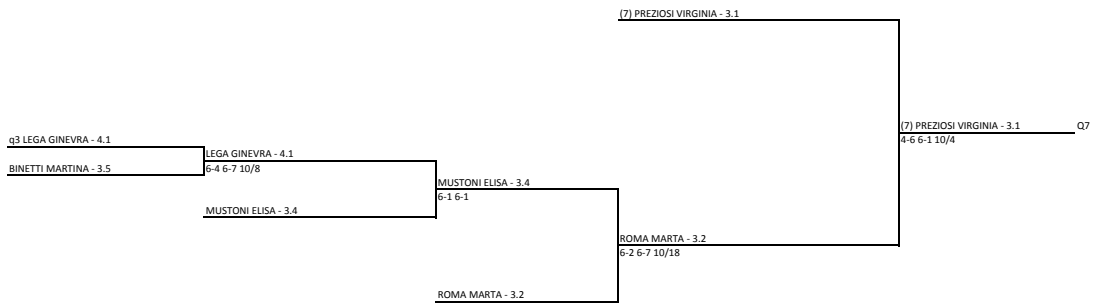 (7) PREZIOSI VIRGINIA - 3.1
(7) PREZIOSI VIRGINIA - 3.1
Q7
4-6 6-1 10/4
q3 LEGA GINEVRA - 4.1
LEGA GINEVRA - 4.1
BINETTI MARTINA - 3.5
6-4 6-7 10/8
MUSTONI ELISA - 3.4
6-1 6-1
MUSTONI ELISA - 3.4
ROMA MARTA - 3.2
6-2 6-7 10/18
ROMA MARTA - 3.2